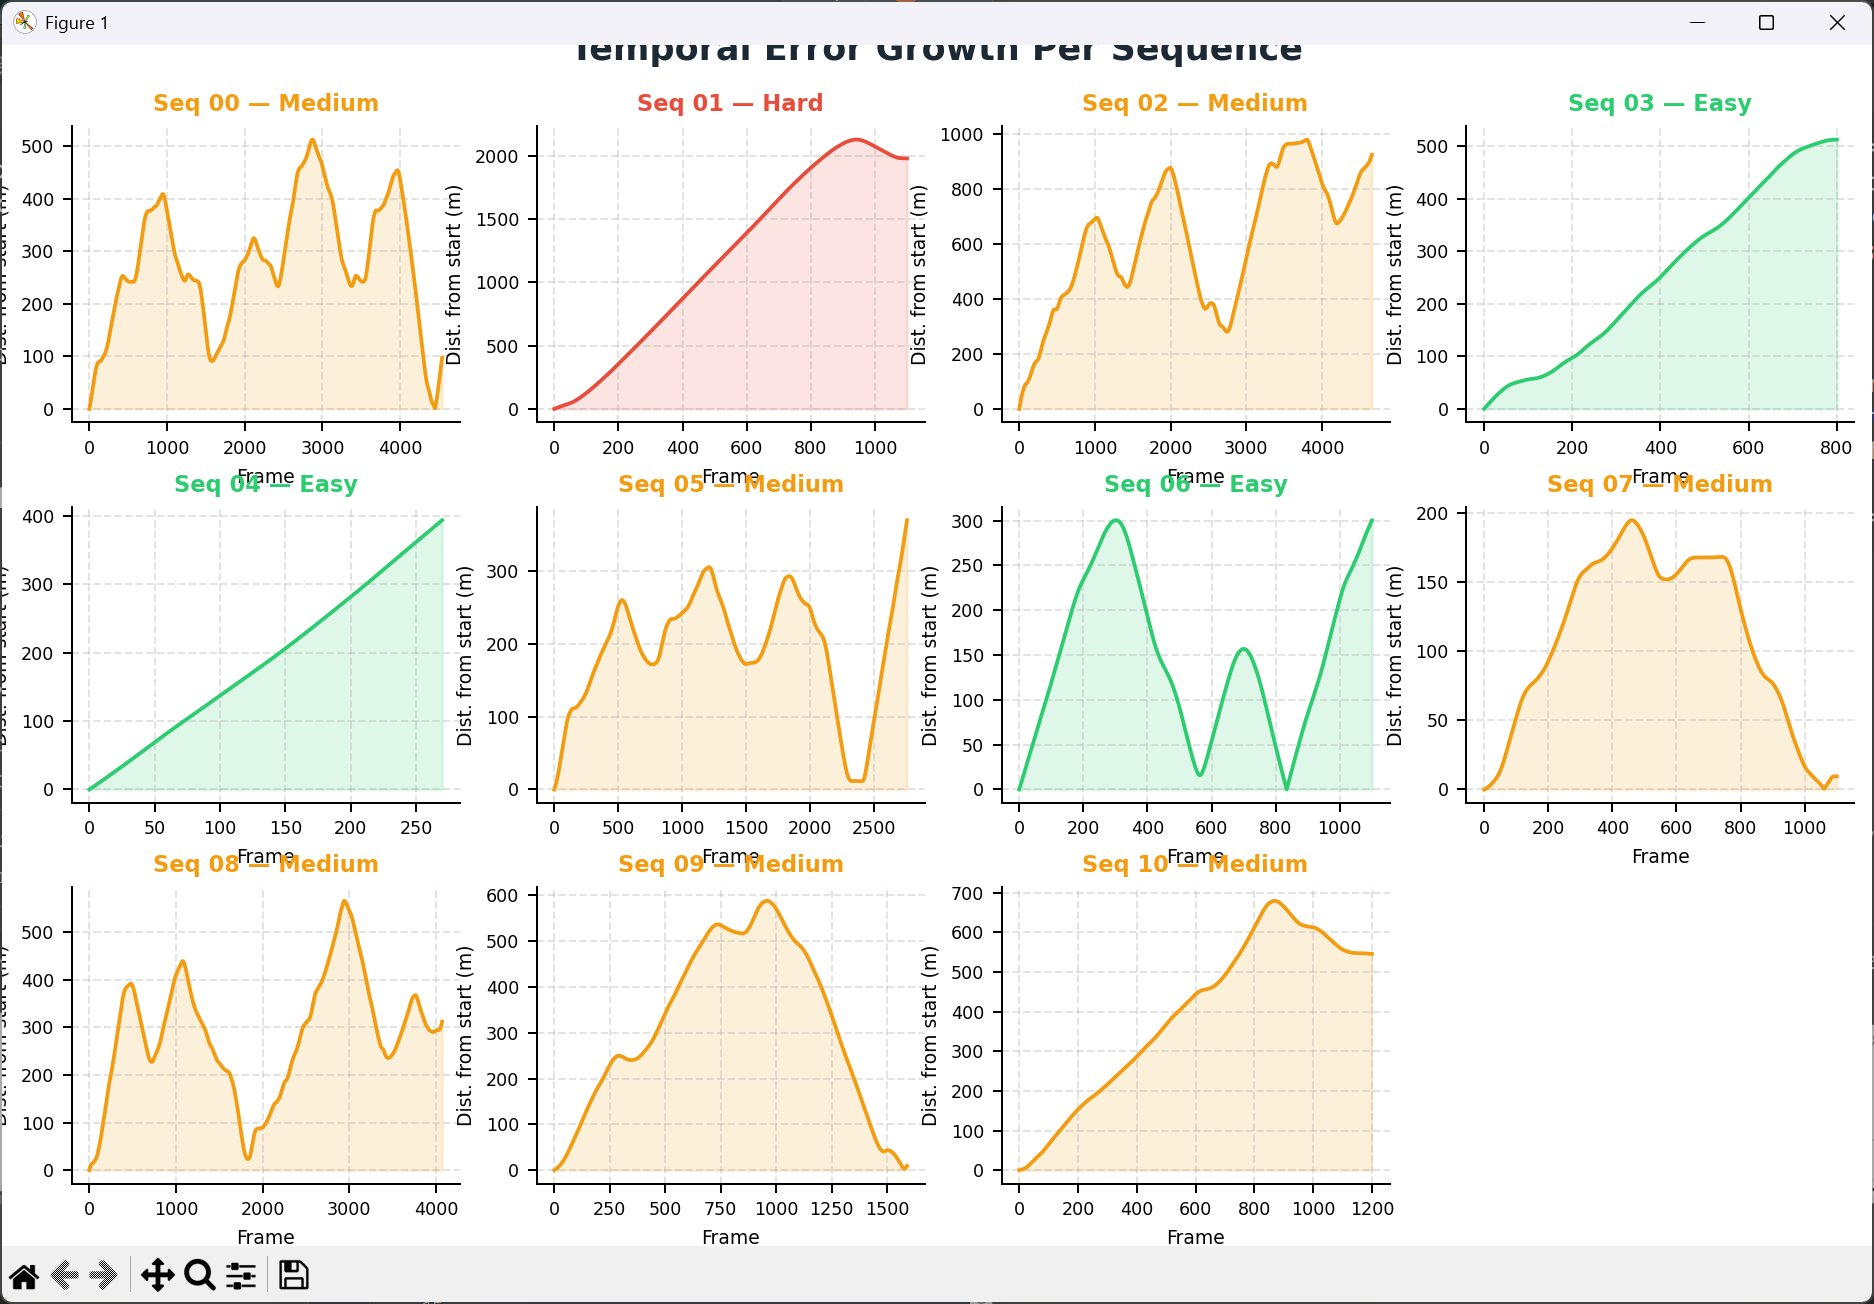 Figure 1
Temporal Error Growth Per Sequence
Seq 00 — Medium
500
400
300
200
100
0
0 1000 2000 3000 4000
Frame
Seq 01 — Hard
Dist. from start (m)
2000
1500
1000
500
0
0 200 400 600 800 1000
Frame
Seq 02 — Medium
Dist. from start (m)
1000
800
600
400
200
0
0 1000 2000 3000 4000
Frame
Seq 03 — Easy
Dist. from start (m)
500
400
300
200
100
0
0 200 400 600 800
Frame
Seq 04 — Easy
400
300
200
100
0
0 50 100 150 200 250
Frame
Seq 05 — Medium
Dist. from start (m)
300
200
100
0
0 500 1000 1500 2000 2500
Frame
Seq 06 — Easy
Dist. from start (m)
300
250
200
150
100
50
0
0 200 400 600 800 1000
Frame
Seq 07 — Medium
Dist. from start (m)
200
150
100
50
0
0 200 400 600 800 1000
Frame
Seq 08 — Medium
500
400
300
200
100
0
0 1000 2000 3000 4000
Frame
Seq 09 — Medium
Dist. from start (m)
600
500
400
300
200
100
0
0 250 500 750 1000 1250 1500
Frame
Seq 10 — Medium
Dist. from start (m)
700
600
500
400
300
200
100
0
0 200 400 600 800 1000 1200
Frame